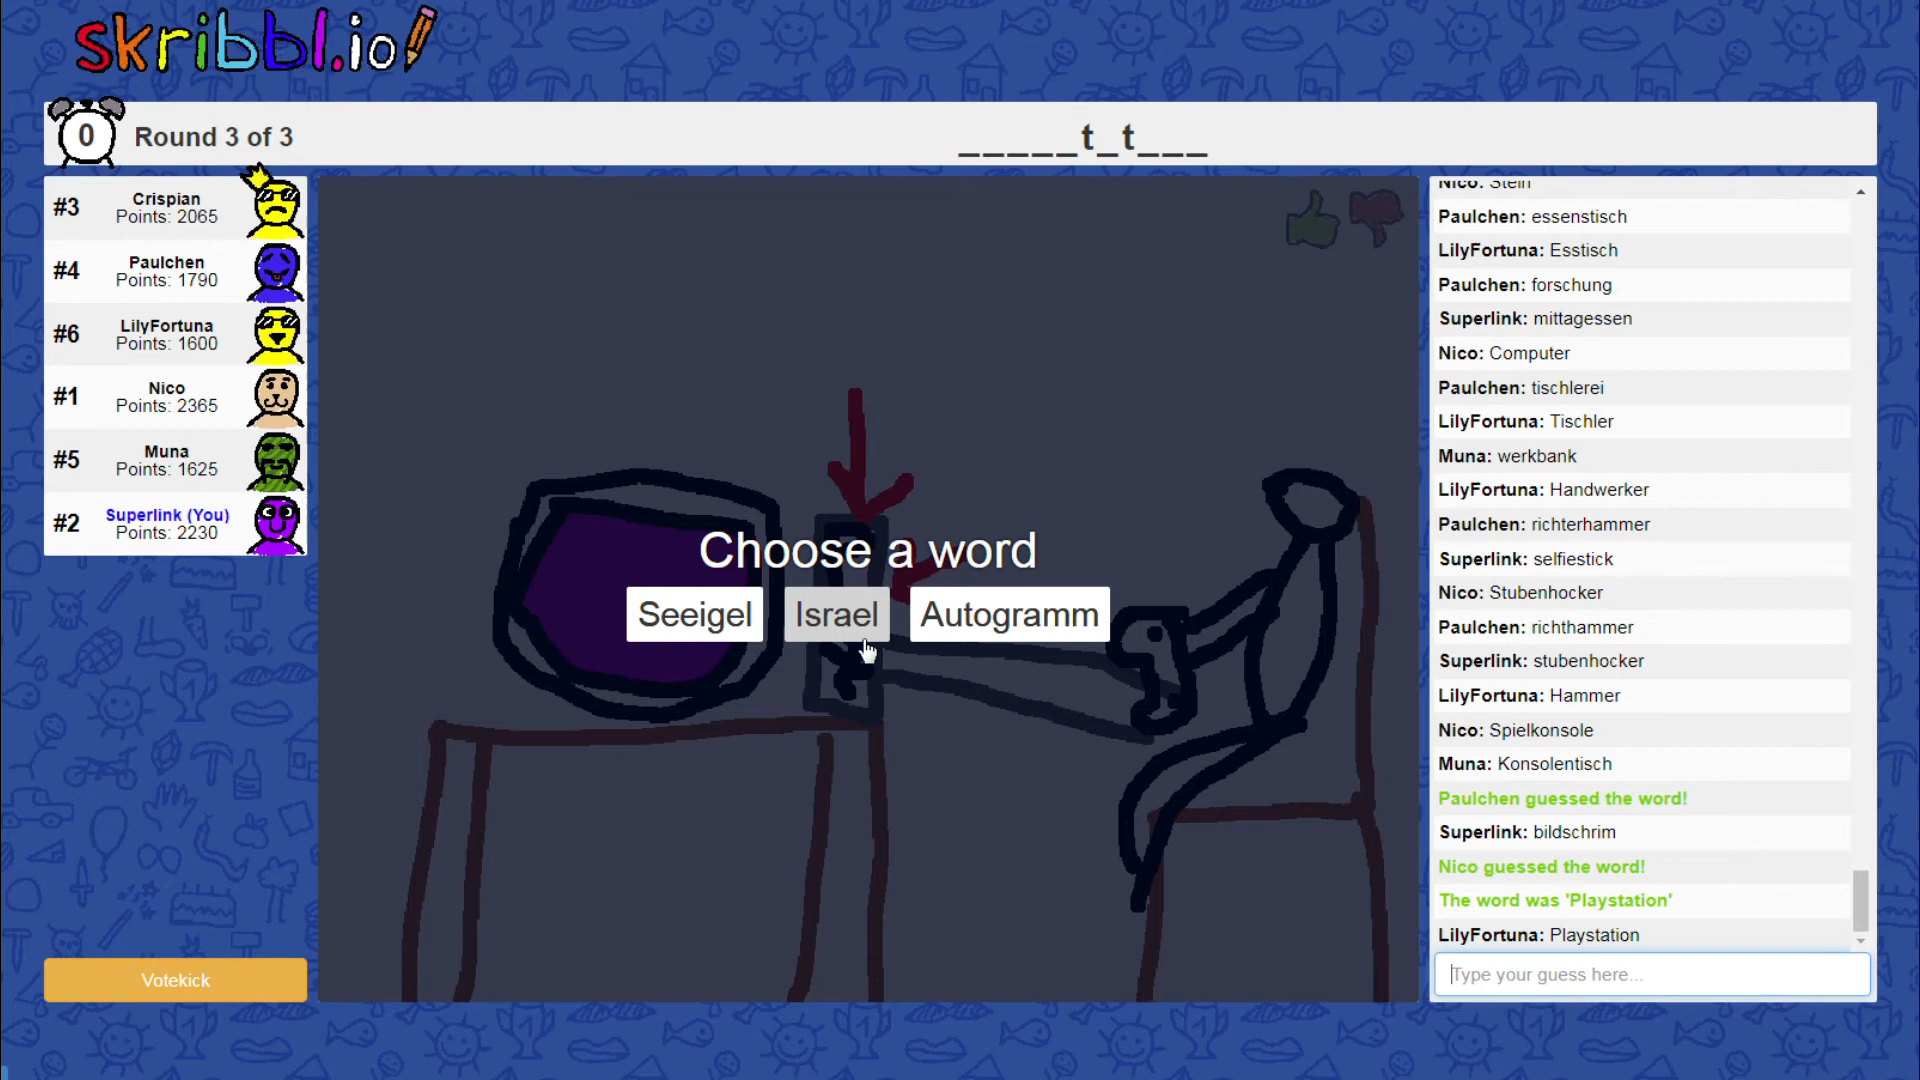 skribbl.io
0
Round 3 of 3
_____t_t___
#3
Crispian
Points: 2065
#4
Paulchen
Points: 1790
#6
LilyFortuna
Points: 1600
#1
Nico
Points: 2365
#5
Muna
Points: 1625
#2
Superlink (You)
Points: 2230
Votekick
Choose a word
Seeigel
Israel
Autogramm
Nico: Stein
Paulchen: essenstisch
LilyFortuna: Esstisch
Paulchen: forschung
Superlink: mittagessen
Nico: Computer
Paulchen: tischlerei
LilyFortuna: Tischler
Muna: werkbank
LilyFortuna: Handwerker
Paulchen: richterhammer
Superlink: selfiestick
Nico: Stubenhocker
Paulchen: richthammer
Superlink: stubenhocker
LilyFortuna: Hammer
Nico: Spielkonsole
Muna: Konsolentisch
Paulchen guessed the word!
Superlink: bildschrim
Nico guessed the word!
The word was 'Playstation'
LilyFortuna: Playstation
Type your guess here...